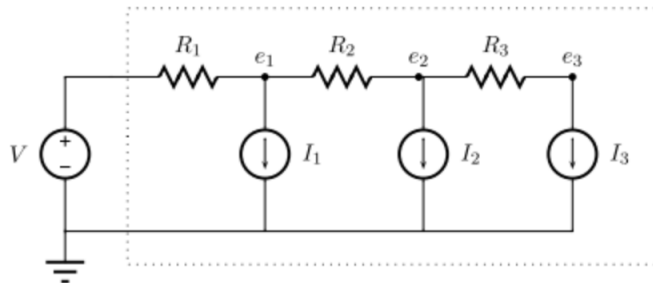 R₁ e₁ R₂ e₂ R₃ e₃
V + − I₁ I₂ I₃